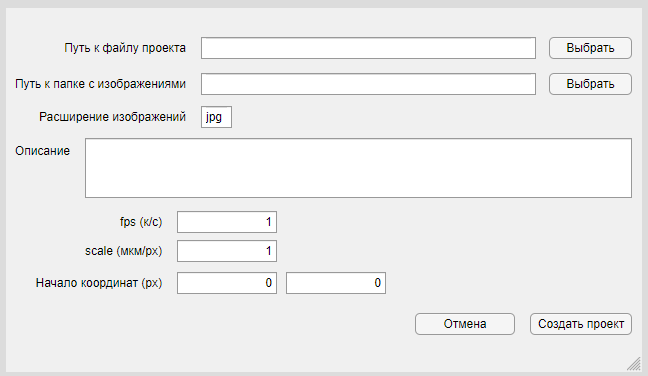 Путь к файлу проекта Выбрать
Путь к папке с изображениями Выбрать
Расширение изображений jpg
Описание
fps (к/с) 1
scale (мкм/px) 1
Начало координат (px) 0 0
Отмена Создать проект